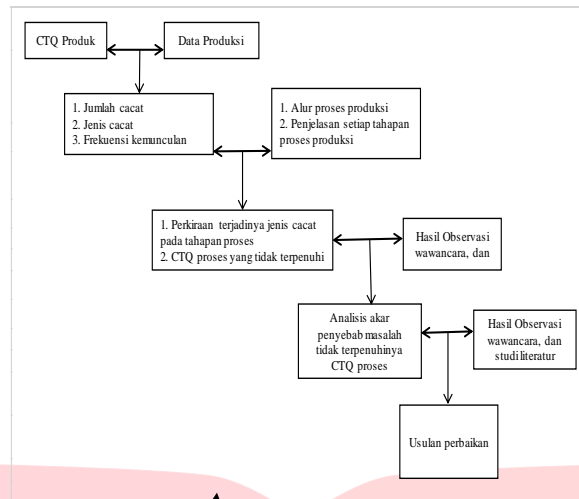 CTQ Produk
Data Produksi
1. Jumlah cacat
2. Jenis cacat
3. Frekuensi kemunculan
1. Alur proses produksi
2. Penjelasan setiap tahapan
proses produksi
1. Perkiraan terjadinya jenis cacat
pada tahapan proses
2. CTQ proses yang tidak terpenuhi
Hasil Observasi
wawancara, dan
Analisis akar
penyebab masalah
tidak terpenuhinya
CTQ proses
Hasil Observasi
wawancara, dan
studi literatur
Usulan perbaikan